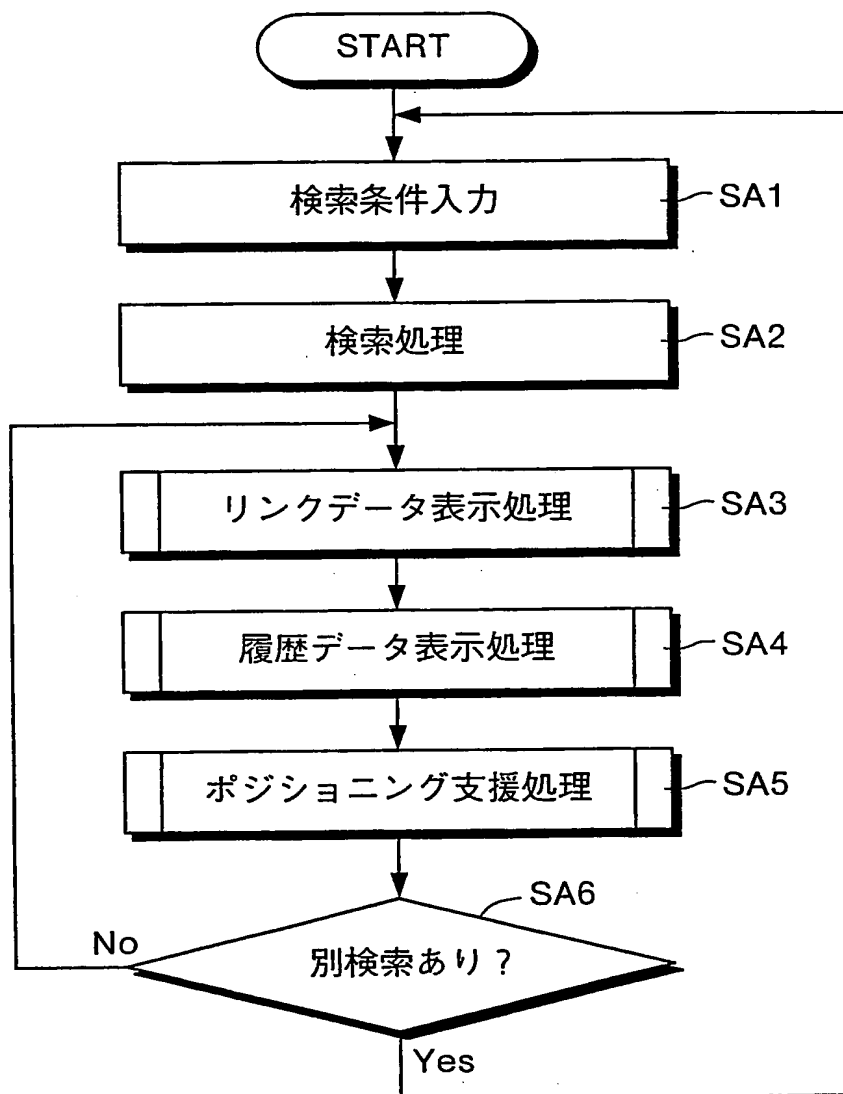 START
検索条件入力
SA1
検索処理
SA2
リンクデータ表示処理
SA3
履歴データ表示処理
SA4
ポジショニング支援処理
SA5
SA6
No
別検索あり?
Yes